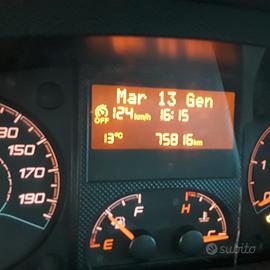 Mar 13 Gen
OFF 124 km/h 16:15
13°C 75816 km
130
150
170
190
E F H C
subito